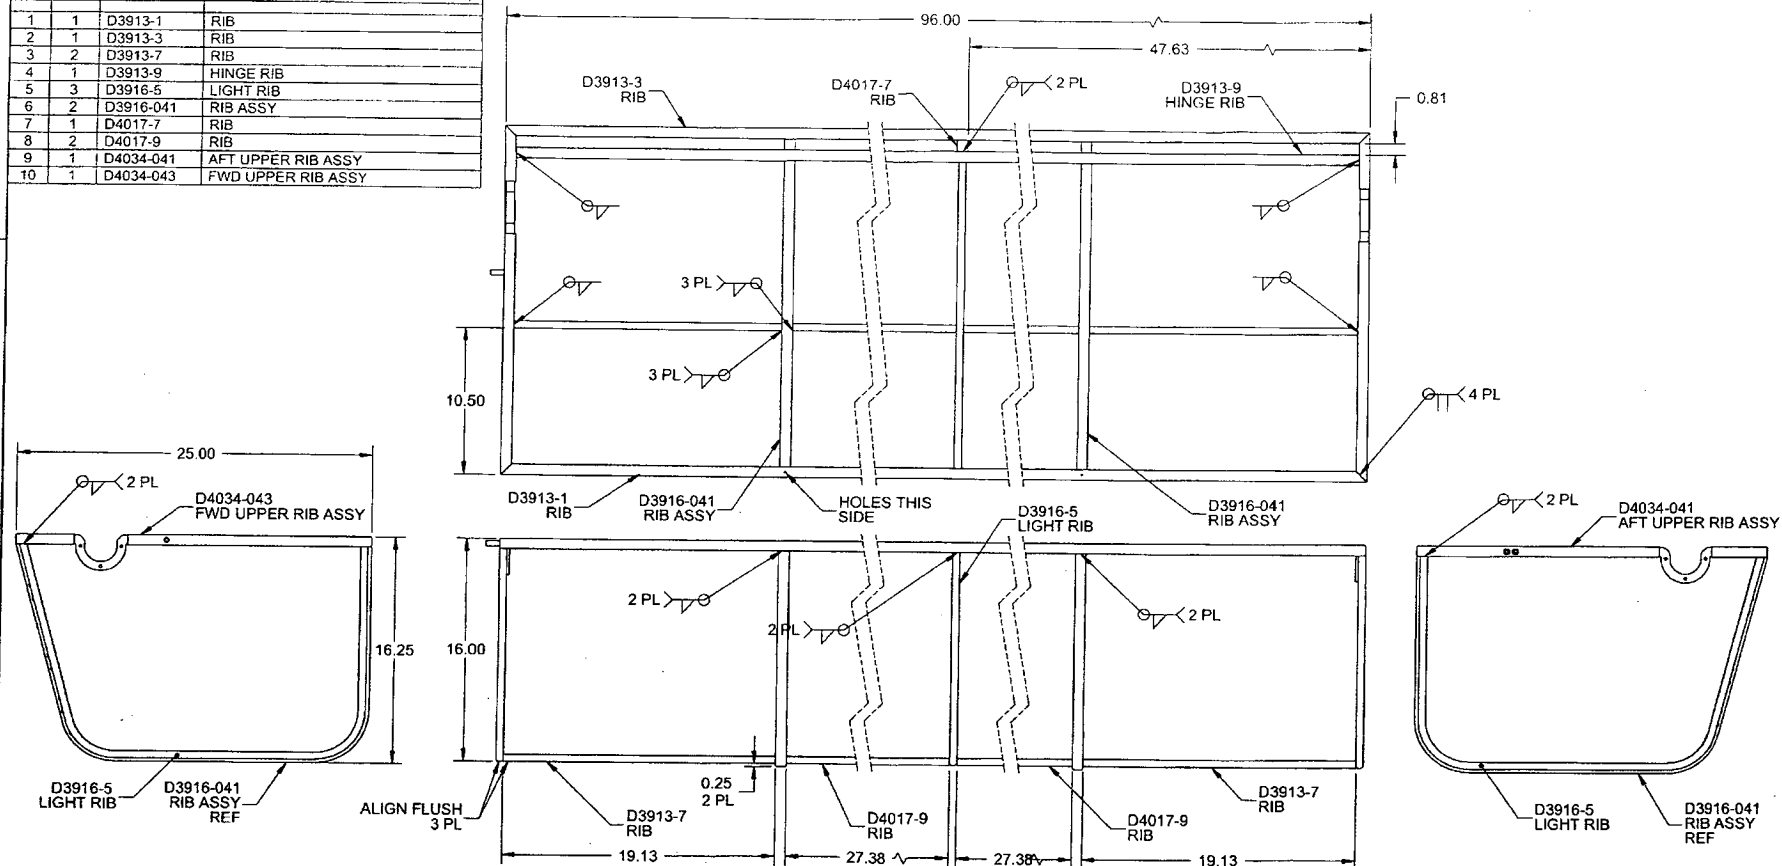 1 1 D3913-1 RIB
2 1 D3913-3 RIB
3 2 D3913-7 RIB
4 1 D3913-9 HINGE RIB
5 3 D3916-5 LIGHT RIB
6 2 D3916-041 RIB ASSY
7 1 D4017-7 RIB
8 2 D4017-9 RIB
9 1 D4034-041 AFT UPPER RIB ASSY
10 1 D4034-043 FWD UPPER RIB ASSY
96.00
47.63
D3913-3
RIB
D4017-7
RIB
2 PL
D3913-9
HINGE RIB
0.81
3 PL
3 PL
10.50
4 PL
D3913-1
RIB
D3916-041
RIB ASSY
HOLES THIS
SIDE
D3916-041
RIB ASSY
25.00
2 PL
D4034-043
FWD UPPER RIB ASSY
16.25
D3916-5
LIGHT RIB
D3916-041
RIB ASSY
REF
D3916-5
LIGHT RIB
16.00
2 PL
2 PL
2 PL
0.25
2 PL
ALIGN FLUSH
3 PL
D3913-7
RIB
D4017-9
RIB
D4017-9
RIB
D3913-7
RIB
19.13
27.38
27.38
19.13
2 PL
D4034-041
AFT UPPER RIB ASSY
D3916-5
LIGHT RIB
D3916-041
RIB ASSY
REF